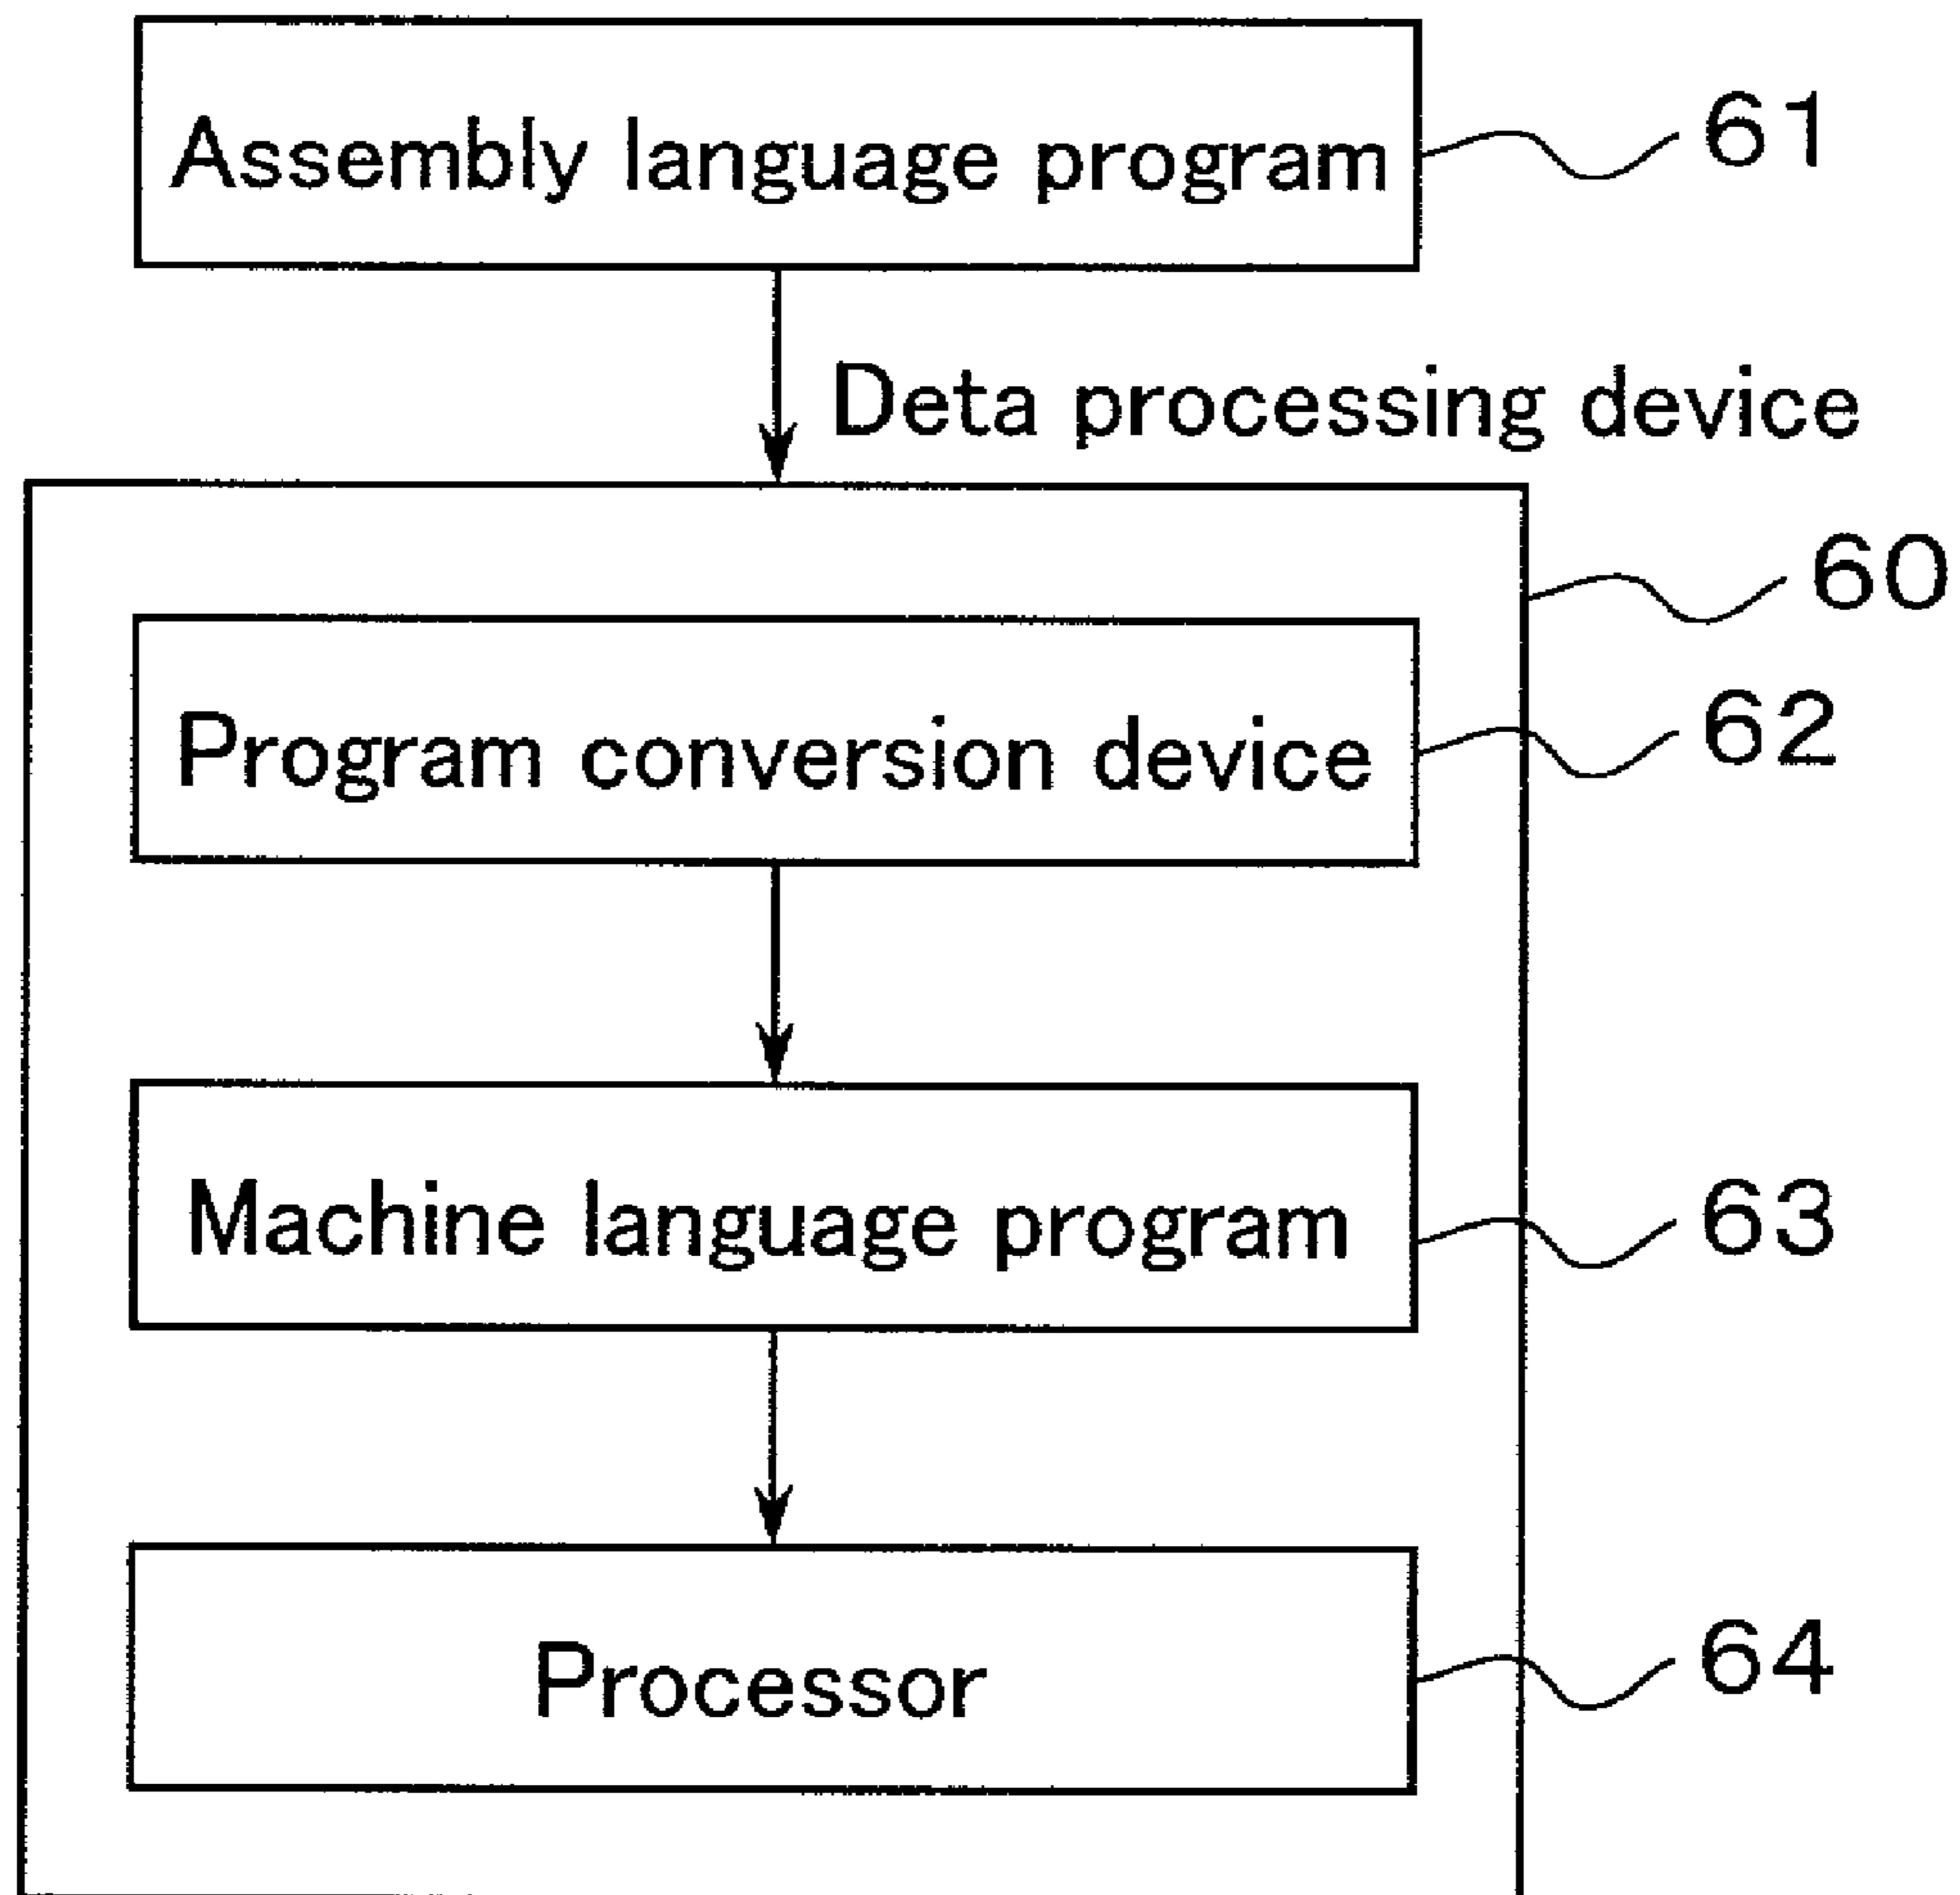 Assembly language program 61
Deta processing device
60
Program conversion device 62
Machine language program 63
Processor 64